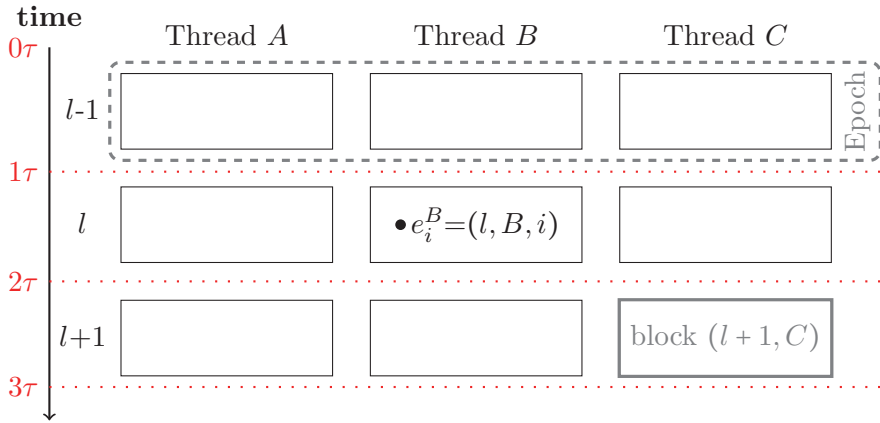 time
Thread A
Thread B
Thread C
0τ
l-1
Epoch
1τ
l
e_i^B=(l, B, i)
2τ
l+1
block (l + 1, C)
3τ